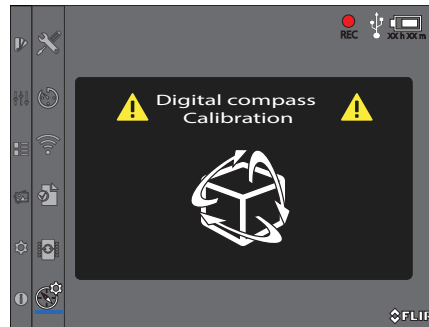 REC
XX h XX m
Digital compass
Calibration
FLIR